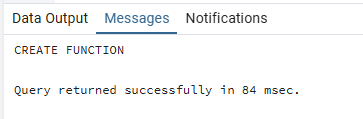 Data Output Messages Notifications
CREATE FUNCTION
Query returned successfully in 84 msec.